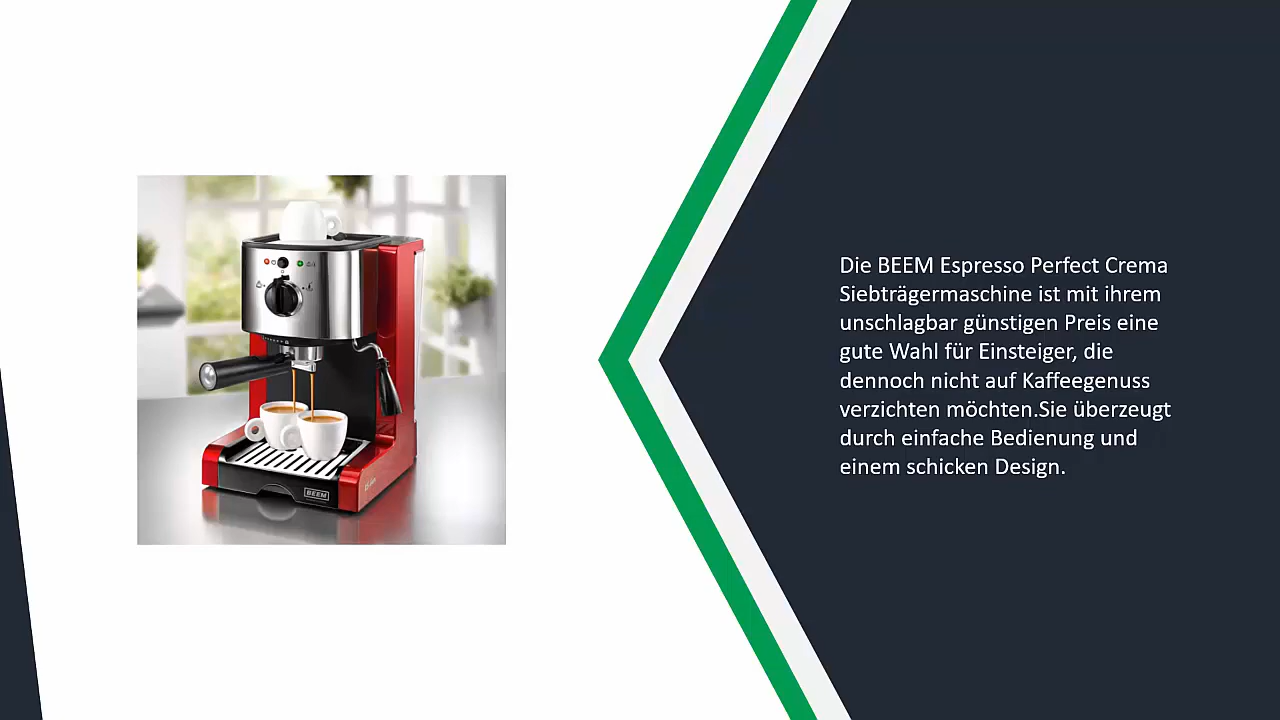 BEEM
Die BEEM Espresso Perfect Crema
Siebträgermaschine ist mit ihrem
unschlagbar günstigen Preis eine
gute Wahl für Einsteiger, die
dennoch nicht auf Kaffeegenuss
verzichten möchten.Sie überzeugt
durch einfache Bedienung und
einem schicken Design.